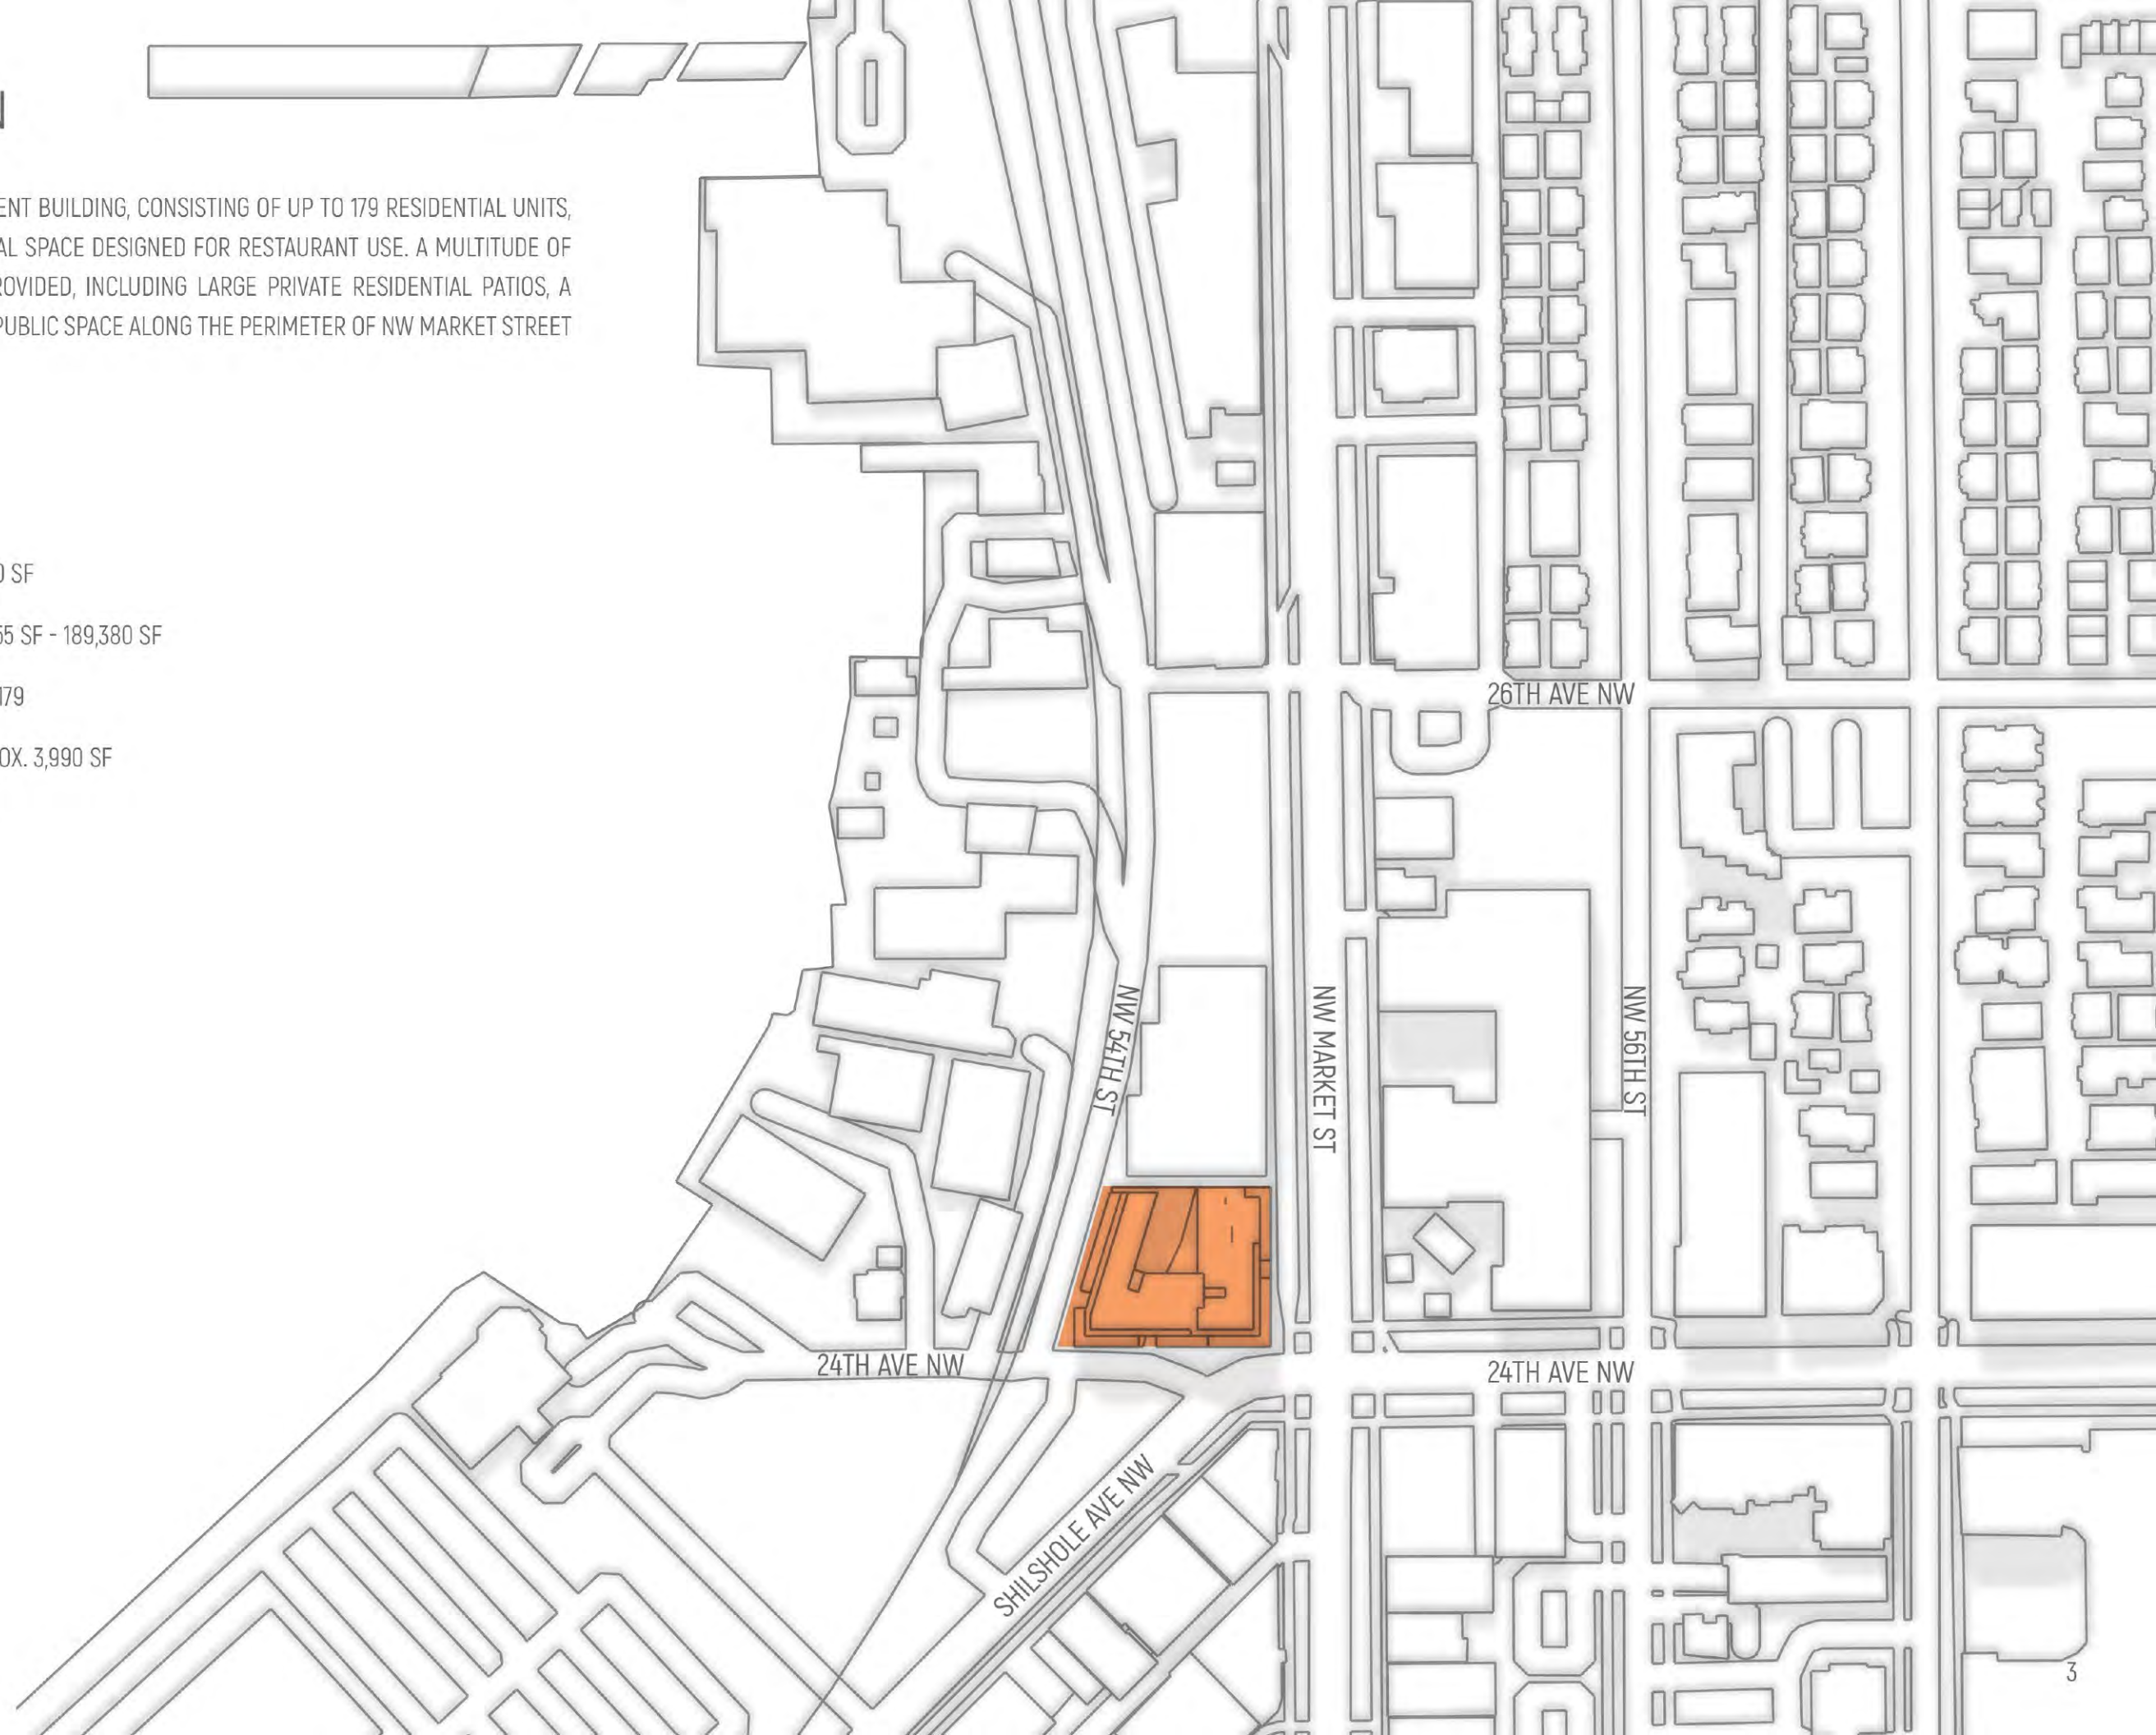 N
ENT BUILDING, CONSISTING OF UP TO 179 RESIDENTIAL UNITS,
AL SPACE DESIGNED FOR RESTAURANT USE. A MULTITUDE OF
ROVIDED, INCLUDING LARGE PRIVATE RESIDENTIAL PATIOS, A
PUBLIC SPACE ALONG THE PERIMETER OF NW MARKET STREET
0 SF
55 SF - 189,380 SF
179
OX. 3,990 SF
26TH AVE NW
NW 54TH ST
NW MARKET ST
NW 56TH ST
24TH AVE NW
24TH AVE NW
SHILSHOLE AVE NW
3